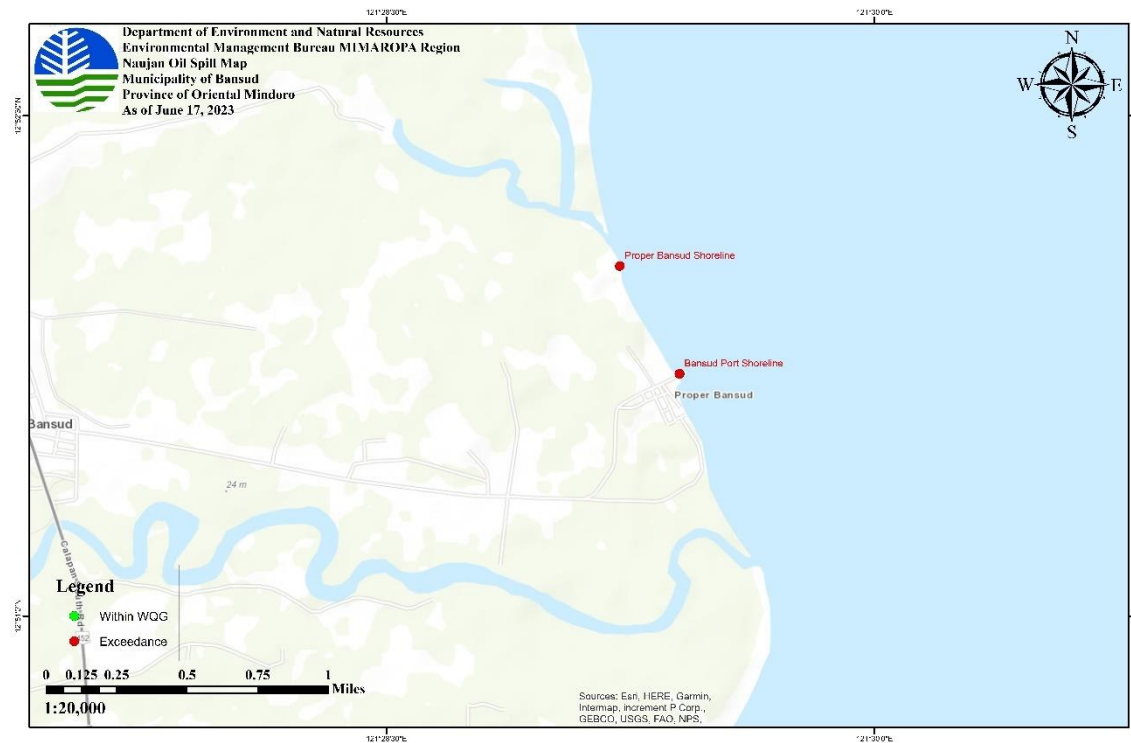 121°28'30"E
121°30'0"E
Department of Environment and Natural Resources
Environmental Management Bureau MIMAROPA Region
Naujan Oil Spill Map
Municipality of Bansud
Province of Oriental Mindoro
As of June 17, 2023
N
W
E
S
12°52'30"N
Proper Bansud Shoreline
Bansud Port Shoreline
Proper Bansud
Bansud
24 m
Legend
Within WQG
Exceedance
0 0.125 0.25 0.5 0.75 1
Miles
1:20,000
Sources: Esri, HERE, Garmin,
Intermap, increment P Corp.,
GEBCO, USGS, FAO, NPS,
121°28'30"E
121°30'0"E